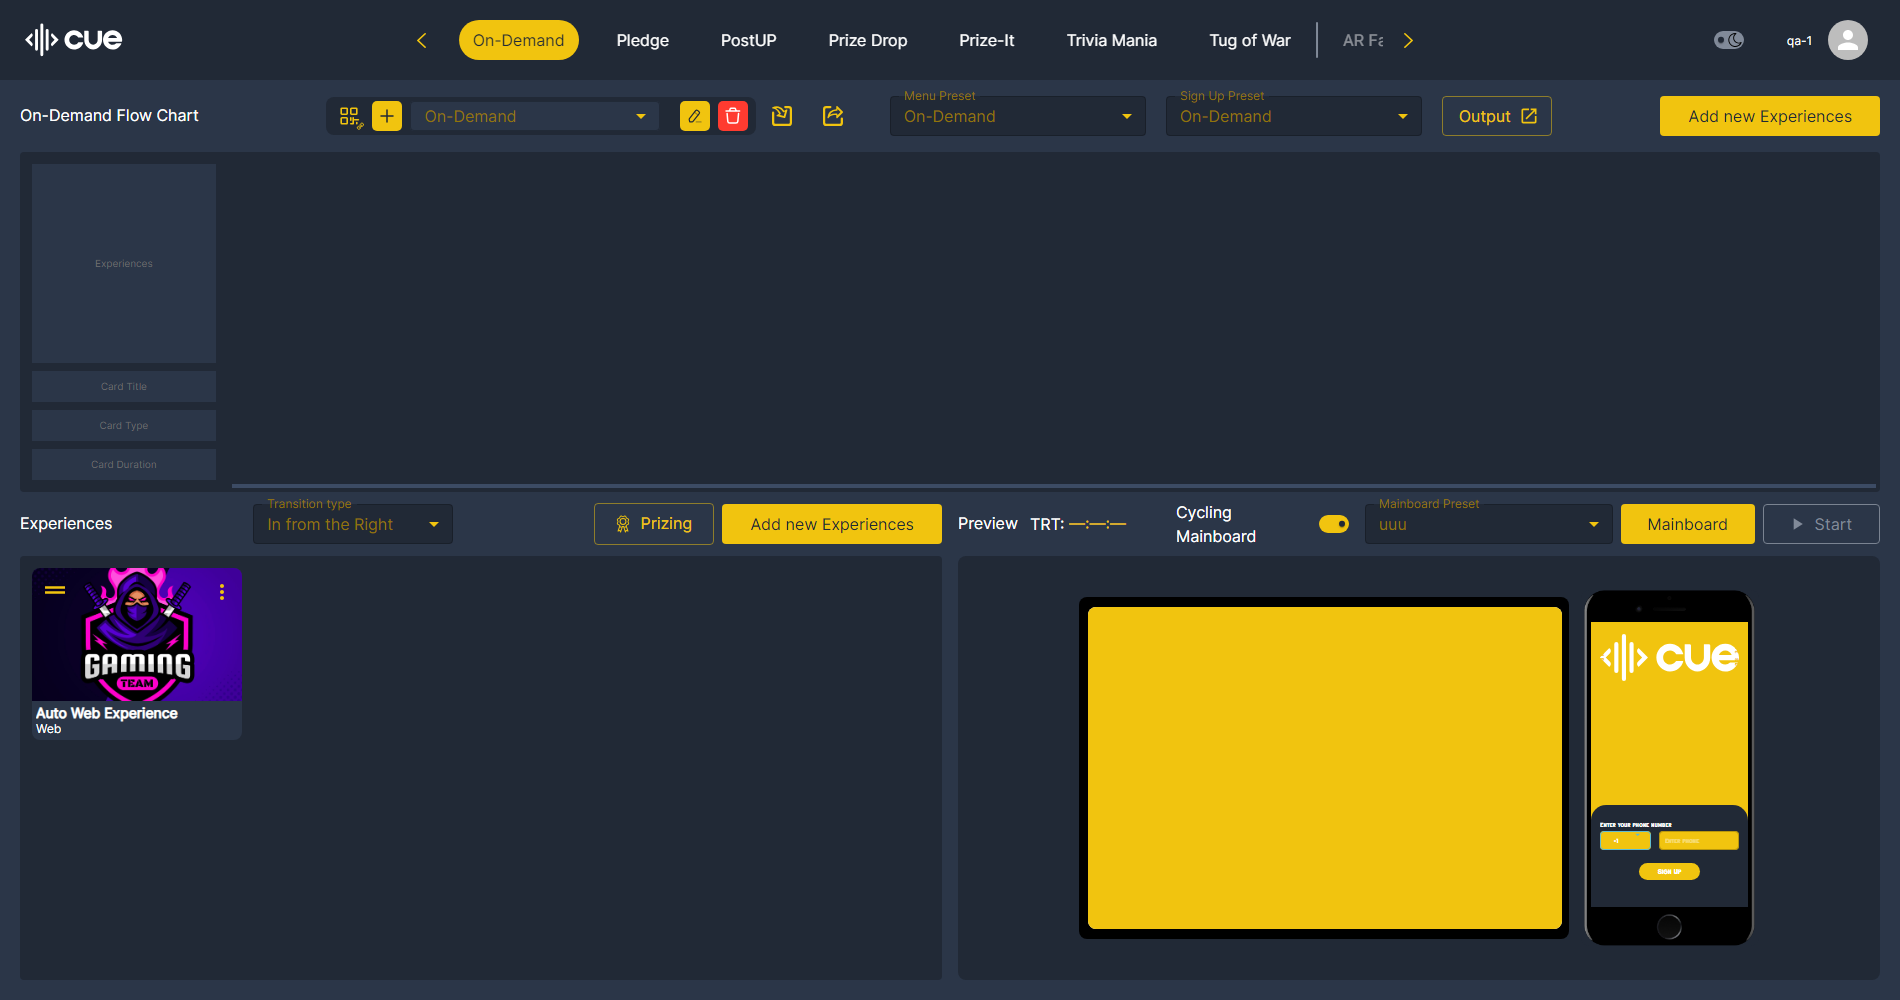 cue
On-Demand
Pledge
PostUP
Prize Drop
Prize-It
Trivia Mania
Tug of War
AR Fa
qa-1
On-Demand Flow Chart
On-Demand
Menu Preset
On-Demand
Sign Up Preset
On-Demand
Output
Add new Experiences
Experiences
Card Title
Card Type
Card Duration
Experiences
Transition type
In from the Right
Prizing
Add new Experiences
Preview
TRT: —:—:—
Cycling
Mainboard
Mainboard Preset
uuu
Mainboard
Start
GAMING
TEAM
Auto Web Experience
Web
cue
Enter your phone number
+1
Enter phone
Sign up